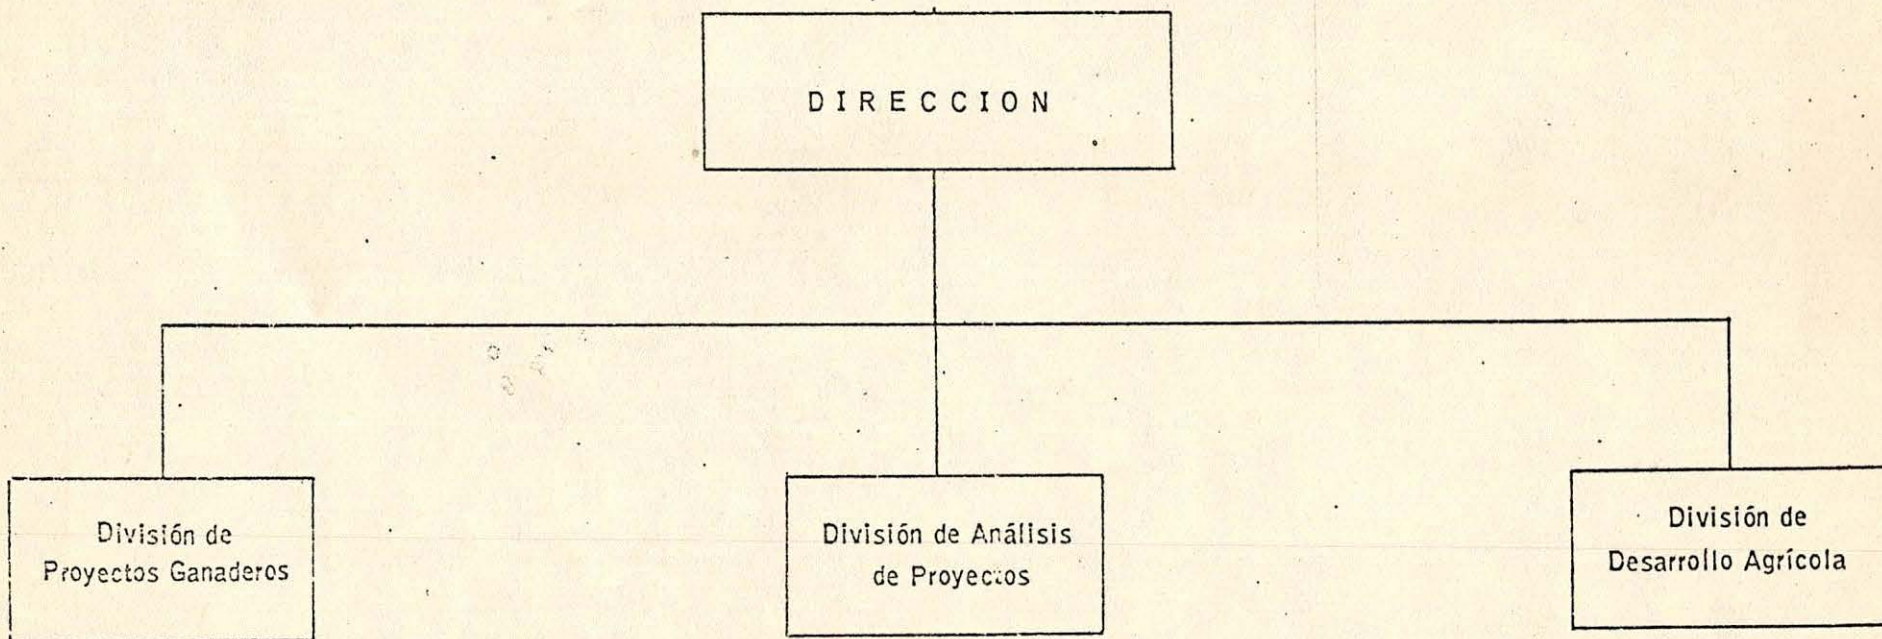 DIRECCION
División de
Proyectos Ganaderos
División de Análisis
de Proyectos
División de
Desarrollo Agrícola